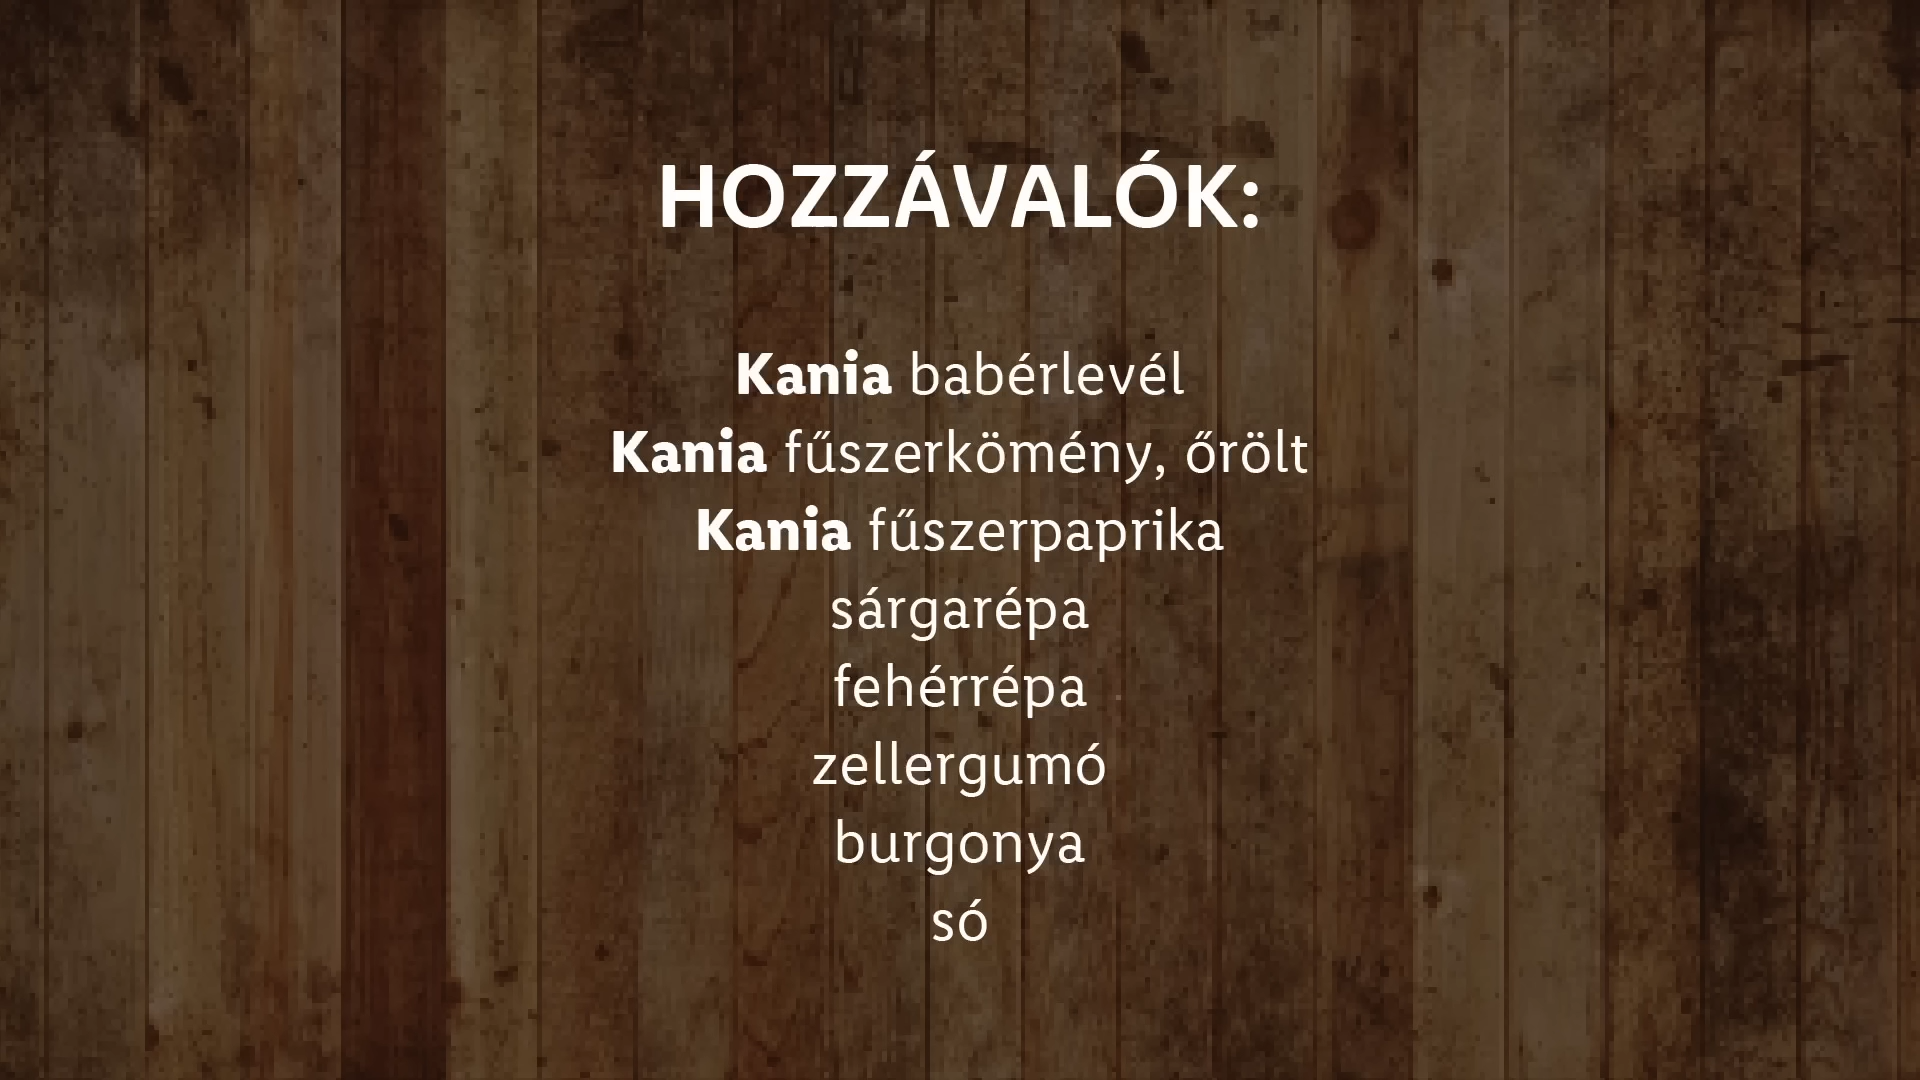 HOZZÁVALÓK:
Kania babérlevél
Kania fűszerkömény, őrölt
Kania fűszerpaprika
sárgarépa
fehérrépa
zellergumó
burgonya
só